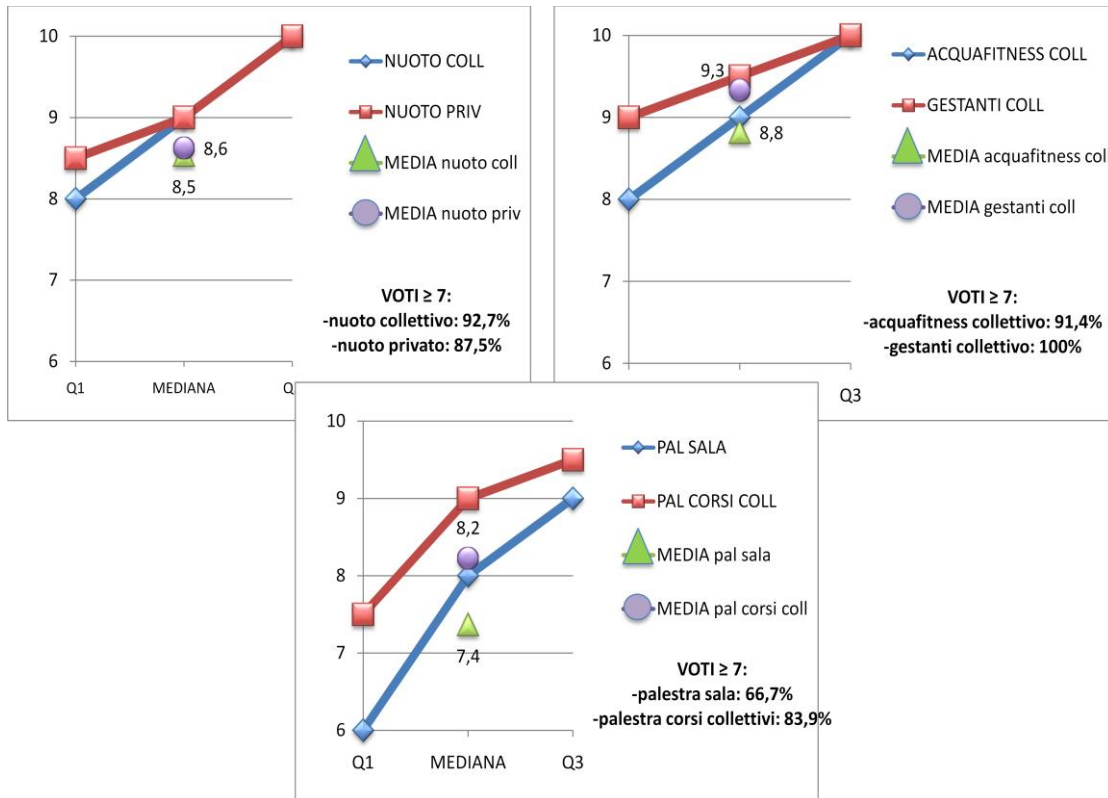 10
9
8
7
6
Q1
MEDIANA
Q
8,6
8,5
NUOTO COLL
NUOTO PRIV
MEDIA nuoto coll
MEDIA nuoto priv
VOTI ≥ 7:
-nuoto collettivo: 92,7%
-nuoto privato: 87,5%
10
9
8
7
6
Q3
9,3
8,8
ACQUAFITNESS COLL
GESTANTI COLL
MEDIA acquafitness col
MEDIA gestanti coll
VOTI ≥ 7:
-acquafitness collettivo: 91,4%
-gestanti collettivo: 100%
10
9
8
7
6
Q1
MEDIANA
Q3
8,2
7,4
PAL SALA
PAL CORSI COLL
MEDIA pal sala
MEDIA pal corsi coll
VOTI ≥ 7:
-palestra sala: 66,7%
-palestra corsi collettivi: 83,9%